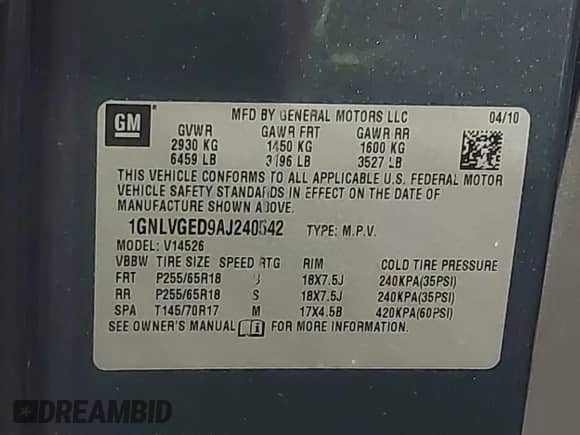 GM
MFD BY GENERAL MOTORS LLC 04/10
GVWR GAWR FRT GAWR RR
2930 KG 1450 KG 1600 KG
6459 LB LB 3527 LB
THIS VEHICLE CONFORMS TO ALL APPLICABLE U.S. FEDERAL MOTOR
VEHICLE SAFETY STANDARDS IN EFFECT ON THE DATE OF
MANUFACTURE SHOWN ABOVE.
TYPE: M.P.V.
MODEL: V14526
VBBW TIRE SIZE SPEED RTG RIM COLD TIRE PRESSURE
FRT P255/65R18 18X7.5J 240KPA(35PSI)
RR P255/65R18 S 18X7.5J 240KPA(35PSI)
SPA T145/70R17 M 17X4.5B 420KPA(60PSI)
SEE OWNER'S MANUAL FOR MORE INFORMATION.
DREAMBID